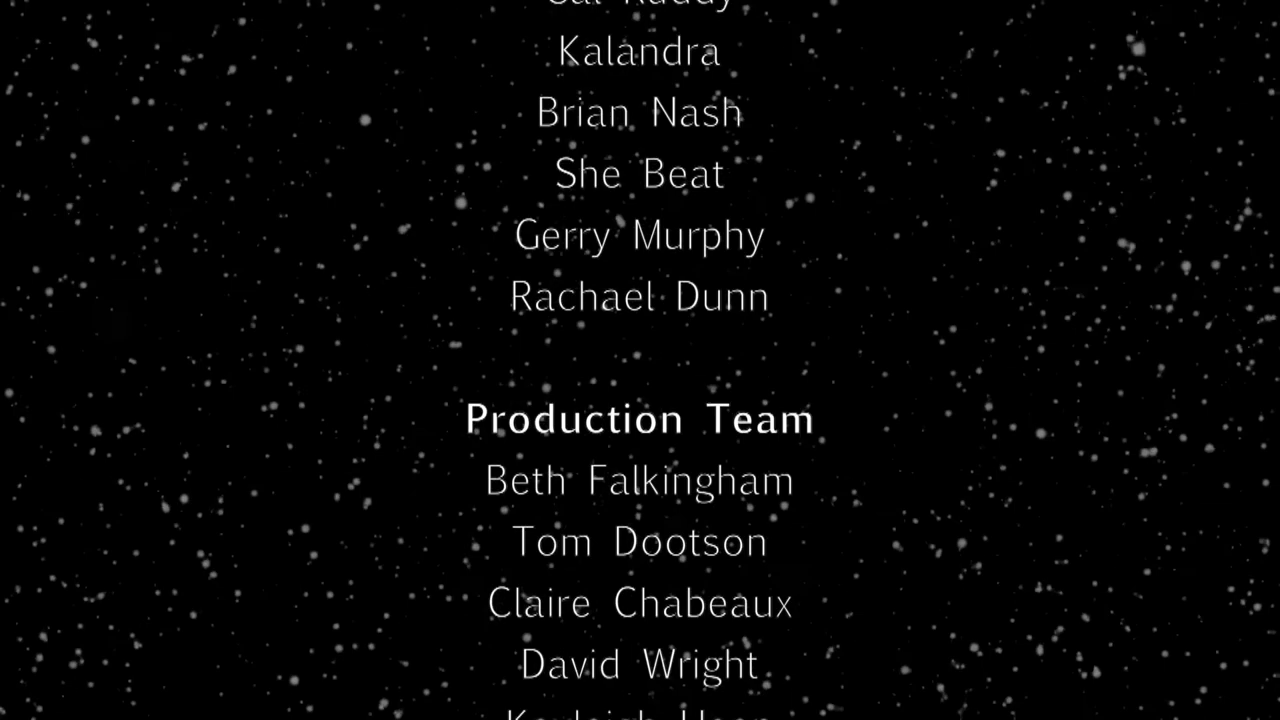 Kalandra
Brian Nash
She Beat
Gerry Murphy
Rachael Dunn
Production Team
Beth Falkingham
Tom Dootson
Claire Chabeaux
David Wright